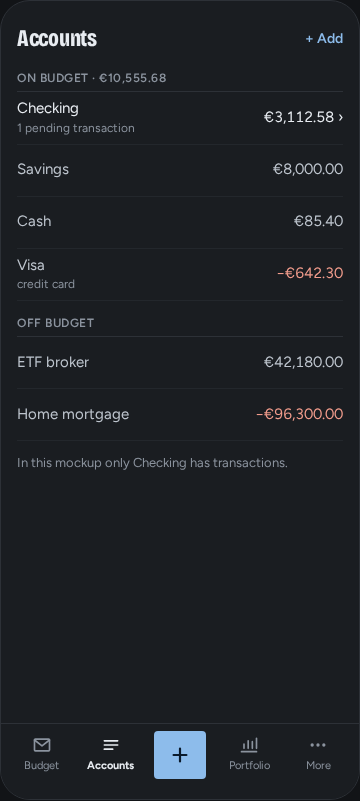 Accounts
+ Add
ON BUDGET · €10,555.68
Checking
€3,112.58 ›
1 pending transaction
Savings
€8,000.00
Cash
€85.40
Visa
−€642.30
credit card
OFF BUDGET
ETF broker
€42,180.00
Home mortgage
−€96,300.00
In this mockup only Checking has transactions.
+
Budget
Accounts
Portfolio
More